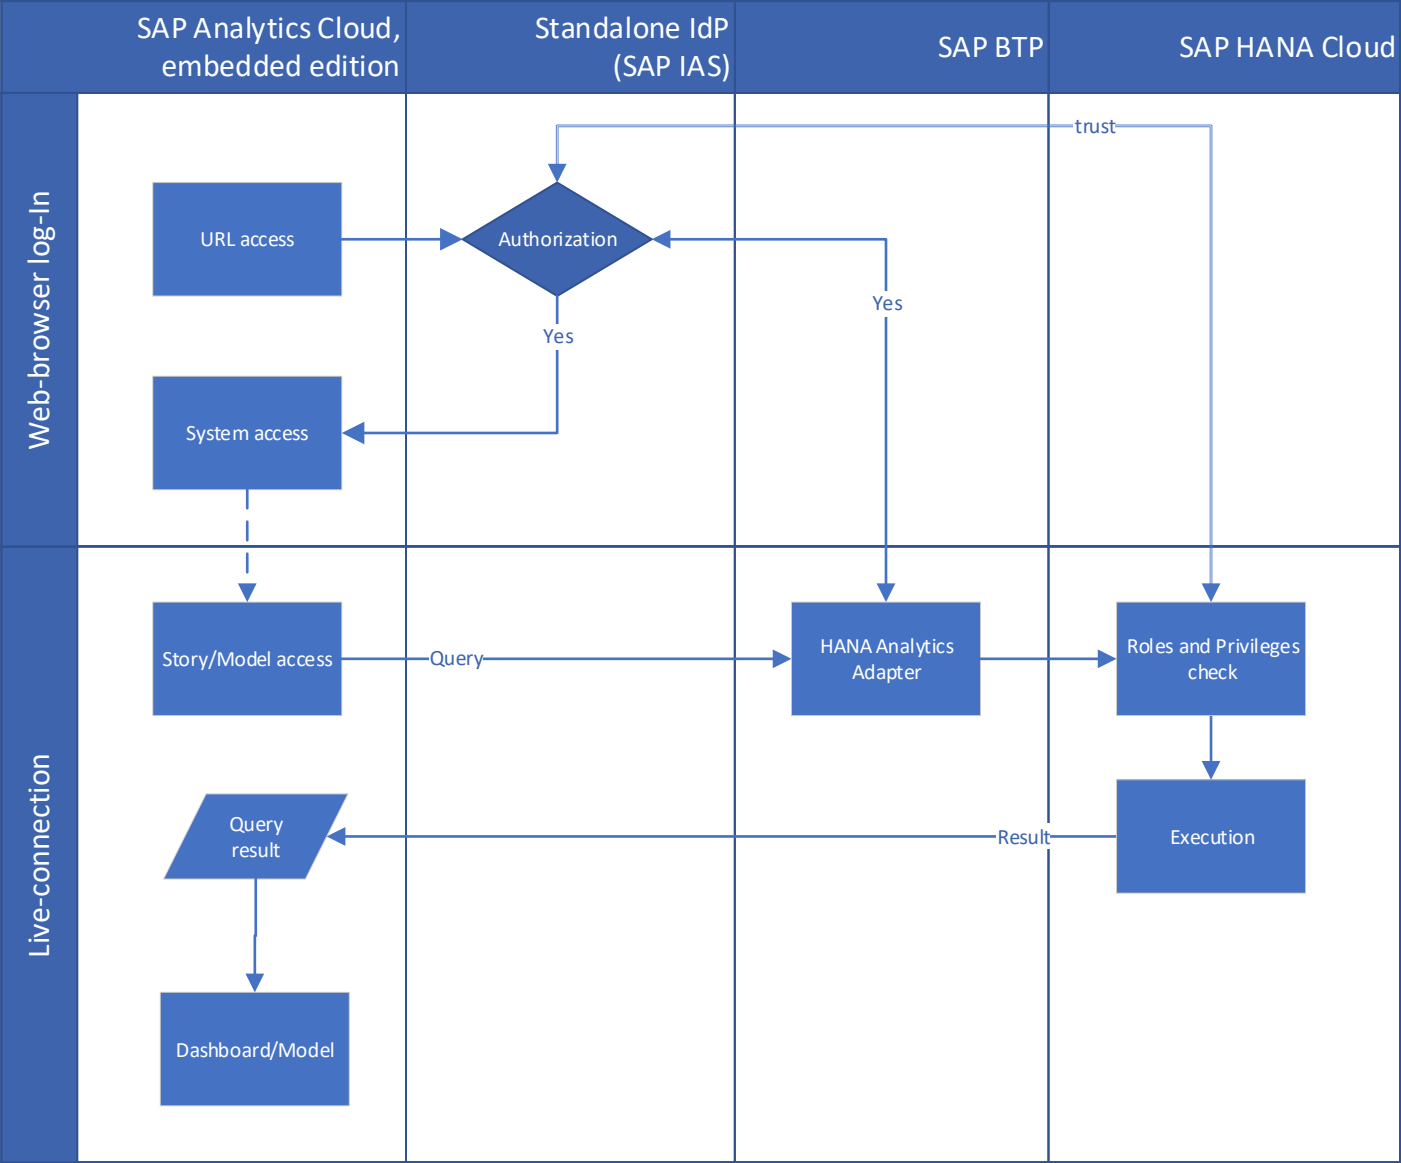 SAP Analytics Cloud,
embedded edition
Standalone IdP
(SAP IAS)
SAP BTP
SAP HANA Cloud
Web-browser log-In
trust
URL access
Authorization
Yes
Yes
System access
Live-connection
Story/Model access
Query
HANA Analytics
Adapter
Roles and Privileges
check
Query
result
Result
Execution
Dashboard/Model